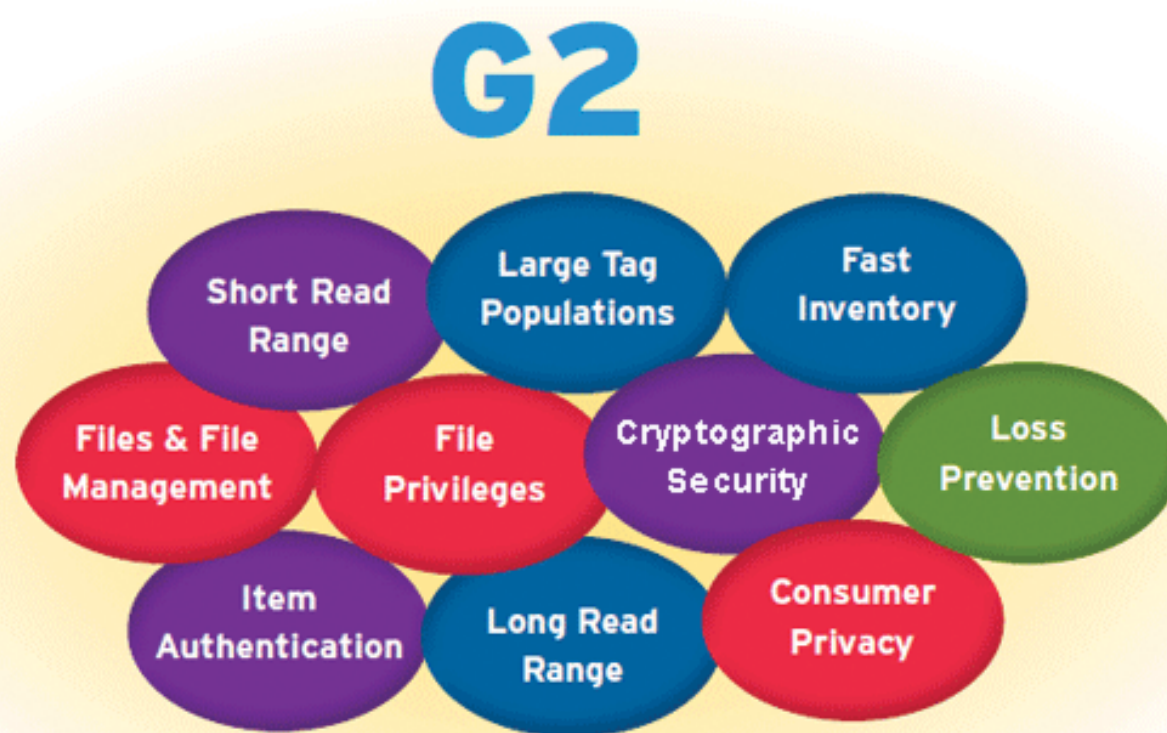 G2
Short Read
Range
Large Tag
Populations
Fast
Inventory
Files & File
Management
File
Privileges
Cryptographic
Security
Loss
Prevention
Item
Authentication
Long Read
Range
Consumer
Privacy